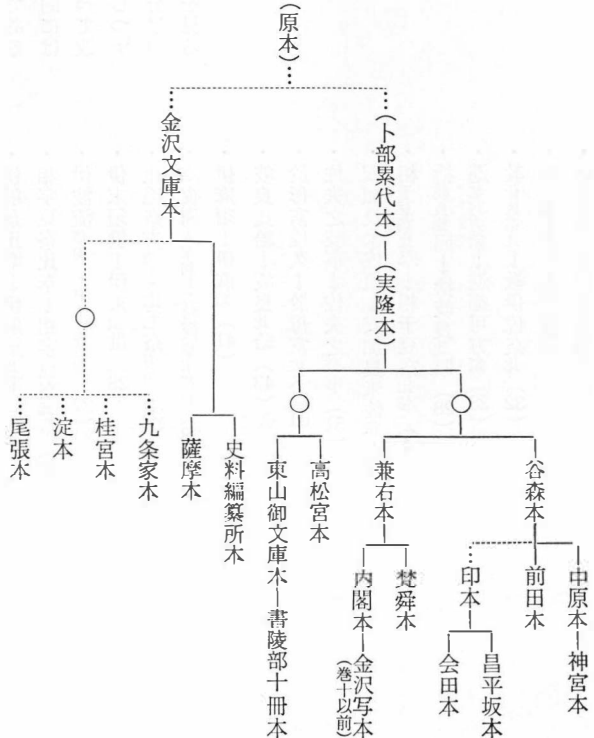 (原本)
(卜部累代本)―(実隆本)
谷森本
中原本―神宮本
前田本
印本
昌平坂本
会田本
兼右本
梵舜本
内閣本―金沢写本
(巻十以前)
高松宮本
東山御文庫本―書陵部十冊本
金沢文庫本
史料編纂所本
薩摩本
九条家本
桂宮本
淀本
尾張本